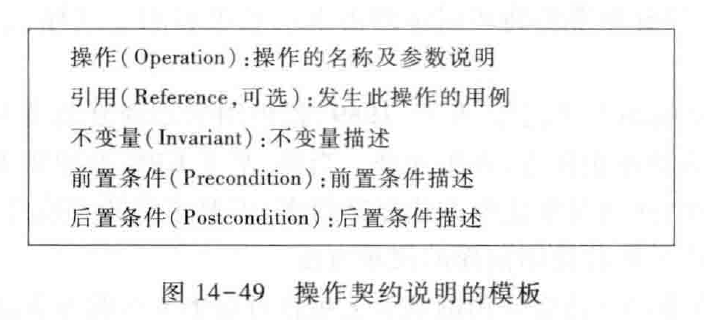 操作(Operation):操作的名称及参数说明
引用(Reference,可选):发生此操作的用例
不变量(Invariant):不变量描述
前置条件(Precondition):前置条件描述
后置条件(Postcondition):后置条件描述
图 14-49 操作契约说明的模板